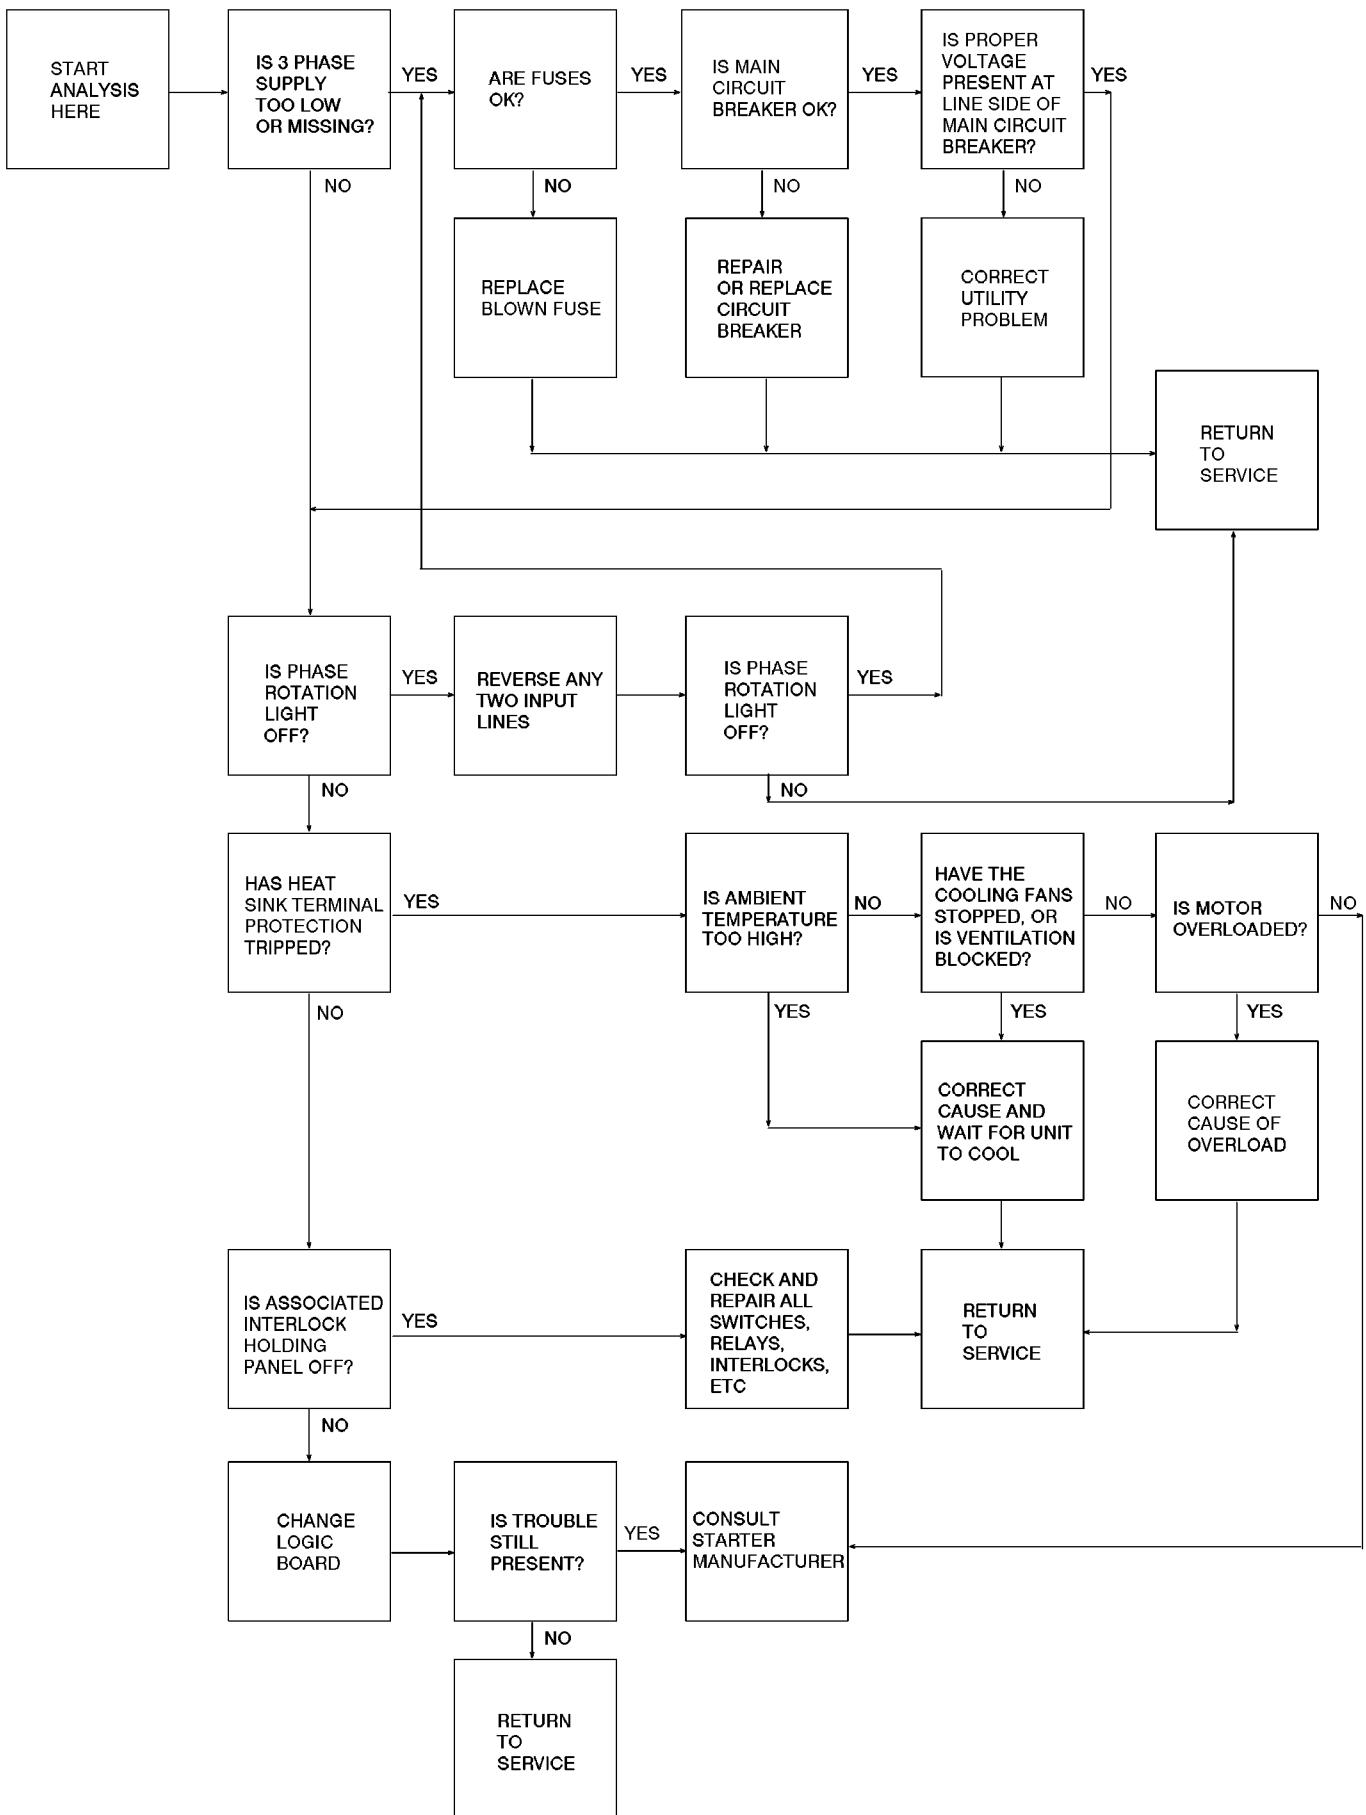 START
ANALYSIS
HERE
IS 3 PHASE
SUPPLY
TOO LOW
OR MISSING?
YES
NO
ARE FUSES
OK?
YES
NO
IS MAIN
CIRCUIT
BREAKER OK?
YES
NO
IS PROPER
VOLTAGE
PRESENT AT
LINE SIDE OF
MAIN CIRCUIT
BREAKER?
YES
NO
REPLACE
BLOWN FUSE
REPAIR
OR REPLACE
CIRCUIT
BREAKER
CORRECT
UTILITY
PROBLEM
RETURN
TO
SERVICE
IS PHASE
ROTATION
LIGHT
OFF?
YES
NO
REVERSE ANY
TWO INPUT
LINES
IS PHASE
ROTATION
LIGHT
OFF?
YES
NO
HAS HEAT
SINK TERMINAL
PROTECTION
TRIPPED?
YES
NO
IS AMBIENT
TEMPERATURE
TOO HIGH?
NO
YES
HAVE THE
COOLING FANS
STOPPED, OR
IS VENTILATION
BLOCKED?
NO
YES
IS MOTOR
OVERLOADED?
NO
YES
CORRECT
CAUSE AND
WAIT FOR UNIT
TO COOL
CORRECT
CAUSE OF
OVERLOAD
IS ASSOCIATED
INTERLOCK
HOLDING
PANEL OFF?
YES
NO
CHECK AND
REPAIR ALL
SWITCHES,
RELAYS,
INTERLOCKS,
ETC
RETURN
TO
SERVICE
CHANGE
LOGIC
BOARD
IS TROUBLE
STILL
PRESENT?
YES
NO
CONSULT
STARTER
MANUFACTURER
RETURN
TO
SERVICE